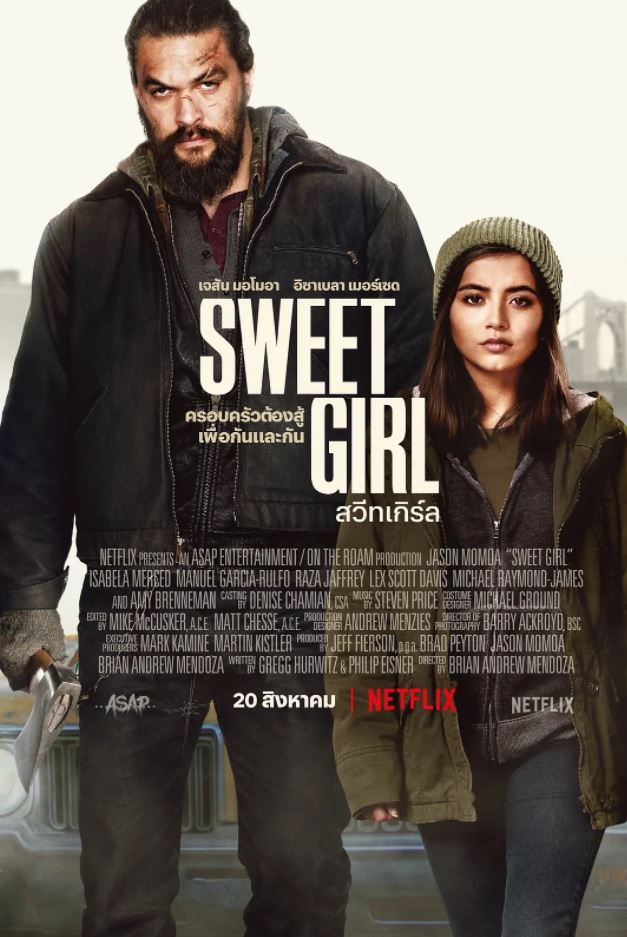 เจสัน มอโมอา อิซาเบลา เมอร์เซด
SWEET
GIRL
ครอบครัวต้องสู้
เพื่อกันและกัน
สวีทเกิร์ล
NETFLIX PRESENTS AN ASAP ENTERTAINMENT / ON THE ROAM PRODUCTION JASON MOMOA "SWEET GIRL"
ISABELA MERCED MANUEL GARCIA-RULFO RAZA JAFFREY LEX SCOTT DAVIS MICHAEL RAYMOND-JAMES
AND AMY BRENNEMAN CASTING BY DENISE CHAMIAN, CSA MUSIC BY STEVEN PRICE COSTUME DESIGNER MICHAEL GROUND
EDITED BY MIKE McCUSKER, A.C.E. MATT CHESSE, A.C.E. PRODUCTION DESIGNER ANDREW MENZIES DIRECTOR OF PHOTOGRAPHY BARRY ACKROYD, BSC
EXECUTIVE PRODUCERS MARK KAMINE MARTIN KISTLER PRODUCED BY JEFF FIERSON, p.g.a. BRAD PEYTON JASON MOMOA
BRIAN ANDREW MENDOZA WRITTEN BY GREGG HURWITZ & PHILIP EISNER DIRECTED BY BRIAN ANDREW MENDOZA
ASAP 20 สิงหาคม | NETFLIX NETFLIX